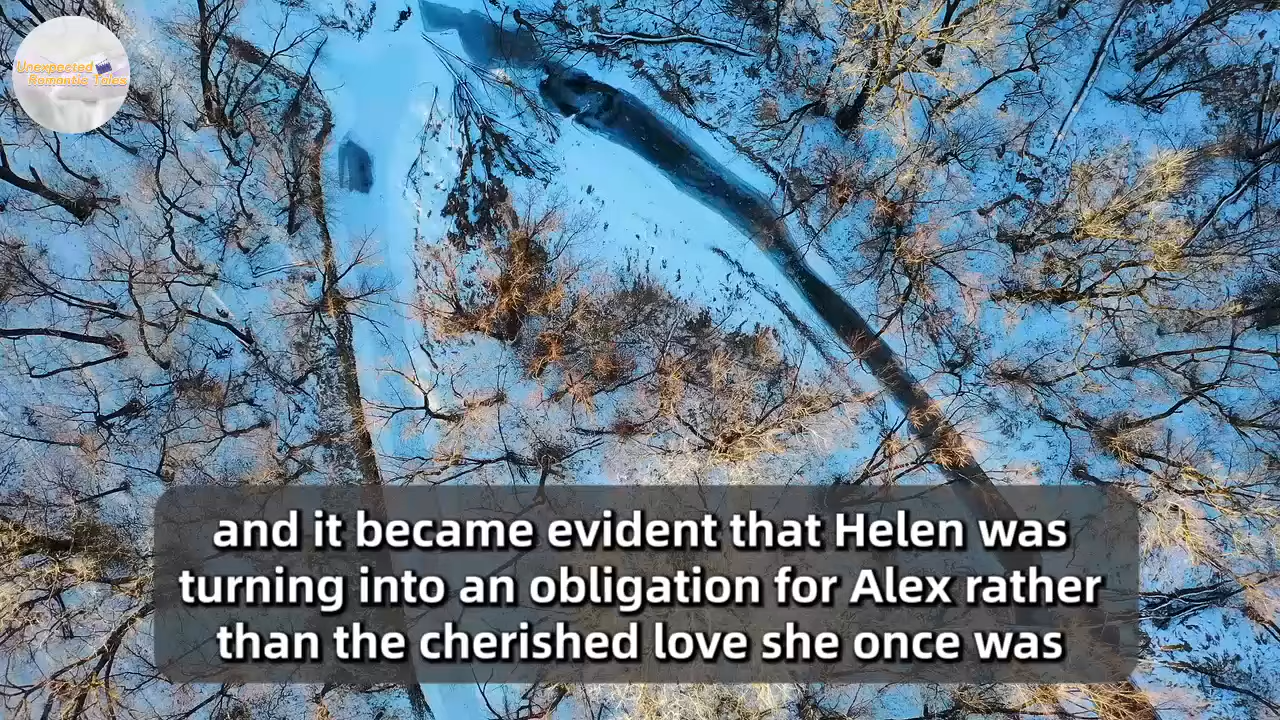 Unexpected
Romantic Tales
and it became evident that Helen was
turning into an obligation for Alex rather
than the cherished love she once was